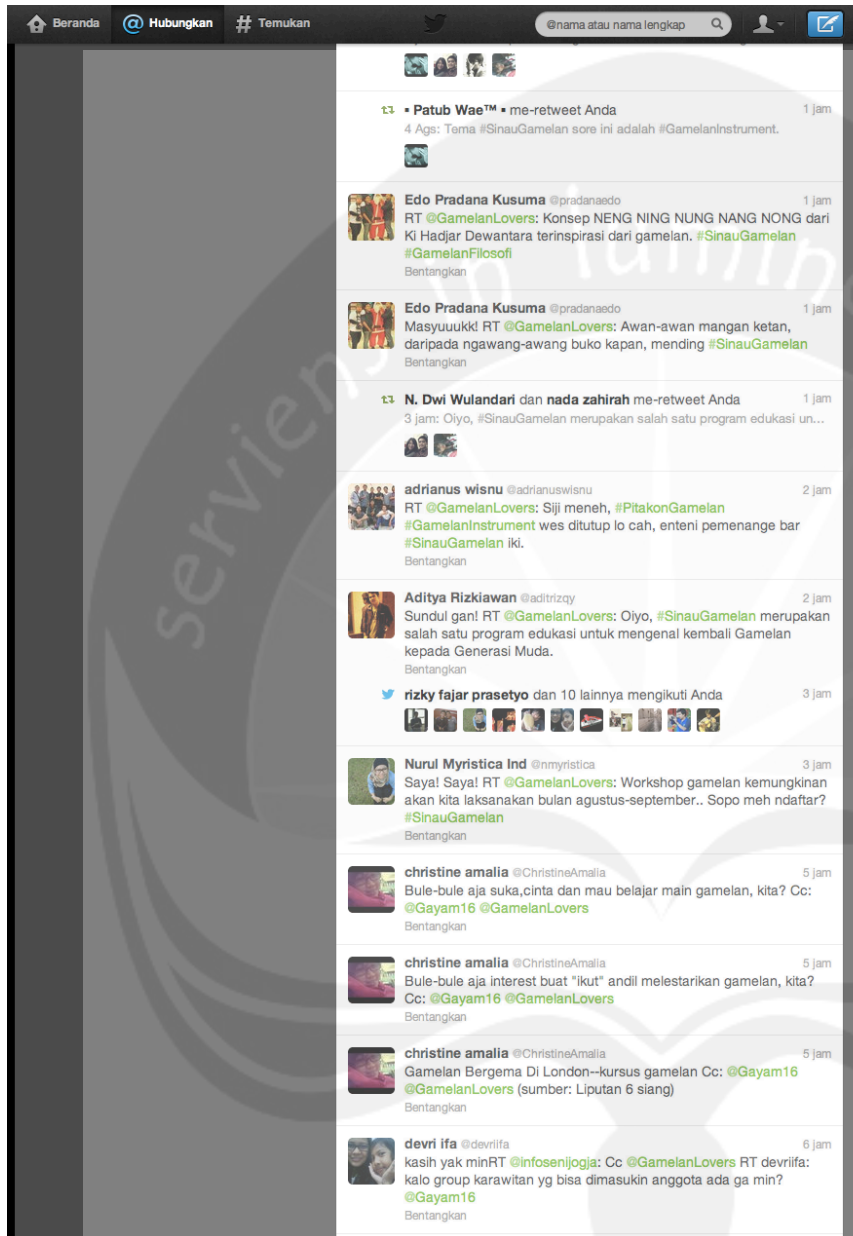 Beranda @ Hubungkan # Temukan @nama atau nama lengkap
▪ Patub Wae™ ▪ me-retweet Anda 1 jam
4 Ags: Tema #SinauGamelan sore ini adalah #GamelanInstrument.
Edo Pradana Kusuma @pradanaedo 1 jam
RT @GamelanLovers: Konsep NENG NING NUNG NANG NONG dari
Ki Hadjar Dewantara terinspirasi dari gamelan. #SinauGamelan
#GamelanFilosofi
Bentangkan
Edo Pradana Kusuma @pradanaedo 1 jam
Masyuuukk! RT @GamelanLovers: Awan-awan mangan ketan,
daripada ngawang-awang buko kapan, mending #SinauGamelan
Bentangkan
N. Dwi Wulandari dan nada zahirah me-retweet Anda 1 jam
3 jam: Oiyo, #SinauGamelan merupakan salah satu program edukasi un...
adrianus wisnu @adrianuswisnu 2 jam
RT @GamelanLovers: Siji meneh, #PitakonGamelan
#GamelanInstrument wes ditutup lo cah, enteni pemenange bar
#SinauGamelan iki.
Bentangkan
Aditya Rizkiawan @aditrizqy 2 jam
Sundul gan! RT @GamelanLovers: Oiyo, #SinauGamelan merupakan
salah satu program edukasi untuk mengenal kembali Gamelan
kepada Generasi Muda.
Bentangkan
rizky fajar prasetyo dan 10 lainnya mengikuti Anda 3 jam
Nurul Myristica Ind @nmyristica 3 jam
Saya! Saya! RT @GamelanLovers: Workshop gamelan kemungkinan
akan kita laksanakan bulan agustus-september.. Sopo meh ndaftar?
#SinauGamelan
Bentangkan
christine amalia @ChristineAmalia 5 jam
Bule-bule aja suka,cinta dan mau belajar main gamelan, kita? Cc:
@Gayam16 @GamelanLovers
Bentangkan
christine amalia @ChristineAmalia 5 jam
Bule-bule aja interest buat "ikut" andil melestarikan gamelan, kita?
Cc: @Gayam16 @GamelanLovers
Bentangkan
christine amalia @ChristineAmalia 5 jam
Gamelan Bergema Di London--kursus gamelan Cc: @Gayam16
@GamelanLovers (sumber: Liputan 6 siang)
Bentangkan
devri ifa @devriifa 6 jam
kasih yak minRT @infosenijogja: Cc @GamelanLovers RT devriifa:
kalo group karawitan yg bisa dimasukin anggota ada ga min?
@Gayam16
Bentangkan
serviens in lumine